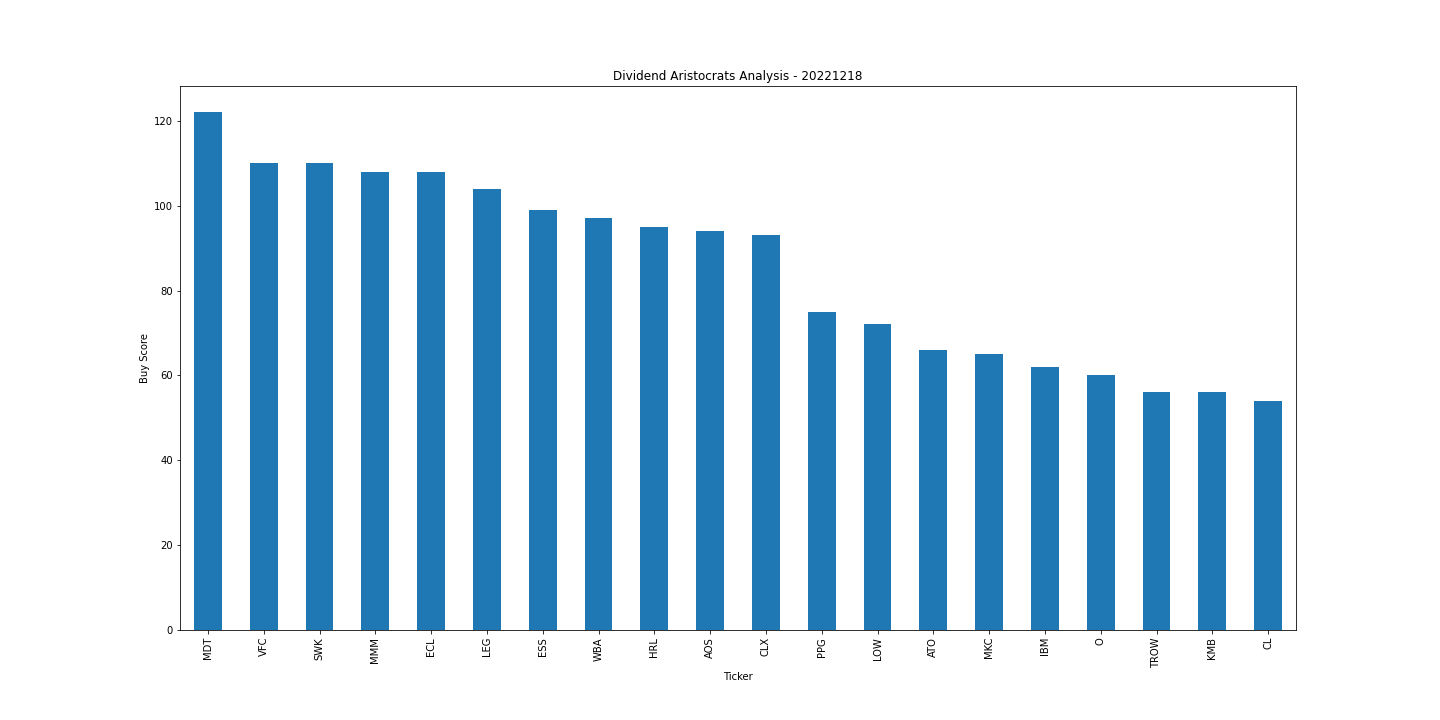 Dividend Aristocrats Analysis - 20221218
120
100
80
60
40
20
0
Buy Score
MDT
VFC
SWK
MMM
ECL
LEG
ESS
WBA
HRL
AOS
CLX
PPG
LOW
ATO
MKC
IBM
O
TROW
KMB
CL
Ticker